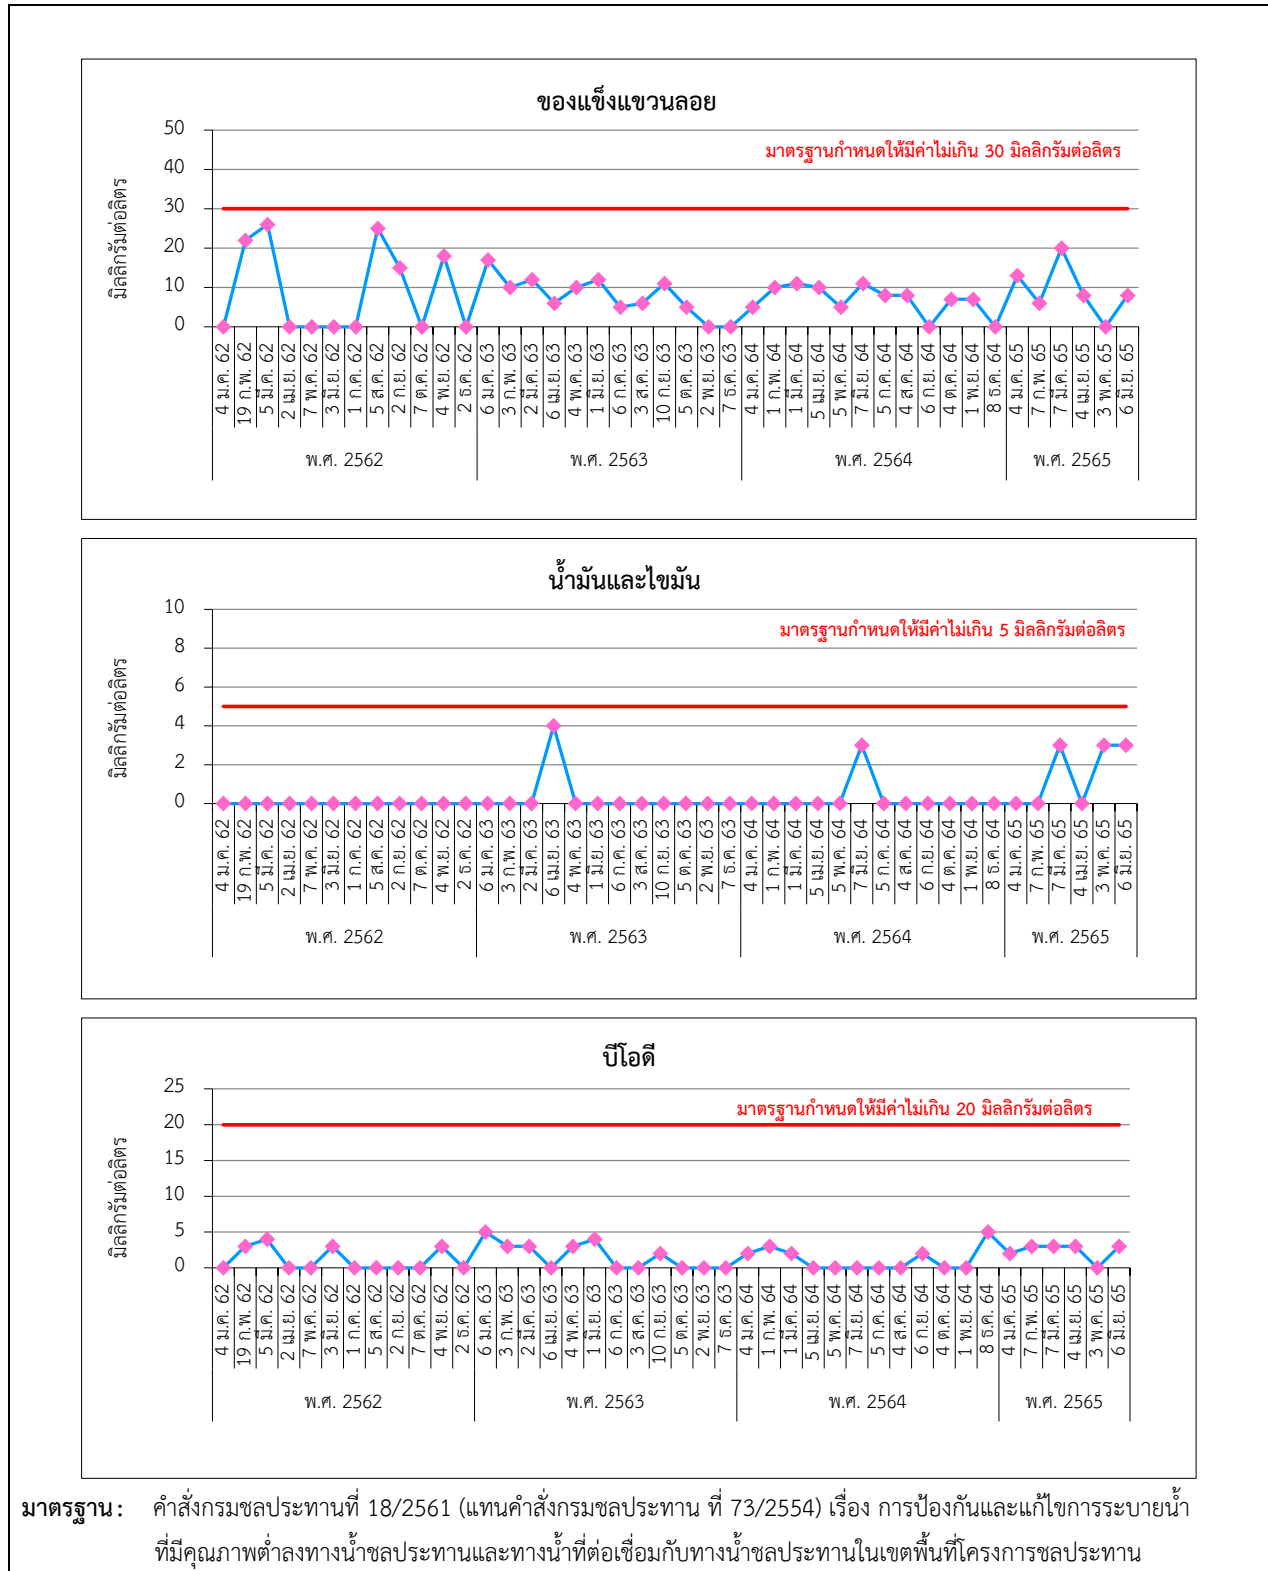 ของแข็งแขวนลอย
มาตรฐานกำหนดให้มีค่าไม่เกิน 30 มิลลิกรัมต่อลิตร
มิลลิกรัมต่อลิตร
50
40
30
20
10
0
4 ม.ค. 62
19 ก.พ. 62
5 มี.ค. 62
2 เม.ย. 62
7 พ.ค. 62
3 มิ.ย. 62
1 ก.ค. 62
5 ส.ค. 62
2 ก.ย. 62
7 ต.ค. 62
4 พ.ย. 62
2 ธ.ค. 62
6 ม.ค. 63
3 ก.พ. 63
2 มี.ค. 63
6 เม.ย. 63
4 พ.ค. 63
1 มิ.ย. 63
6 ก.ค. 63
3 ส.ค. 63
10 ก.ย. 63
5 ต.ค. 63
2 พ.ย. 63
7 ธ.ค. 63
4 ม.ค. 64
1 ก.พ. 64
1 มี.ค. 64
5 เม.ย. 64
5 พ.ค. 64
7 มิ.ย. 64
5 ก.ค. 64
4 ส.ค. 64
6 ก.ย. 64
4 ต.ค. 64
1 พ.ย. 64
8 ธ.ค. 64
4 ม.ค. 65
7 ก.พ. 65
7 มี.ค. 65
4 เม.ย. 65
3 พ.ค. 65
6 มิ.ย. 65
พ.ศ. 2562
พ.ศ. 2563
พ.ศ. 2564
พ.ศ. 2565
น้ำมันและไขมัน
มาตรฐานกำหนดให้มีค่าไม่เกิน 5 มิลลิกรัมต่อลิตร
มิลลิกรัมต่อลิตร
10
8
6
4
2
0
4 ม.ค. 62
19 ก.พ. 62
5 มี.ค. 62
2 เม.ย. 62
7 พ.ค. 62
3 มิ.ย. 62
1 ก.ค. 62
5 ส.ค. 62
2 ก.ย. 62
7 ต.ค. 62
4 พ.ย. 62
2 ธ.ค. 62
6 ม.ค. 63
3 ก.พ. 63
2 มี.ค. 63
6 เม.ย. 63
4 พ.ค. 63
1 มิ.ย. 63
6 ก.ค. 63
3 ส.ค. 63
10 ก.ย. 63
5 ต.ค. 63
2 พ.ย. 63
7 ธ.ค. 63
4 ม.ค. 64
1 ก.พ. 64
1 มี.ค. 64
5 เม.ย. 64
5 พ.ค. 64
7 มิ.ย. 64
5 ก.ค. 64
4 ส.ค. 64
6 ก.ย. 64
4 ต.ค. 64
1 พ.ย. 64
8 ธ.ค. 64
4 ม.ค. 65
7 ก.พ. 65
7 มี.ค. 65
4 เม.ย. 65
3 พ.ค. 65
6 มิ.ย. 65
พ.ศ. 2562
พ.ศ. 2563
พ.ศ. 2564
พ.ศ. 2565
บีโอดี
มาตรฐานกำหนดให้มีค่าไม่เกิน 20 มิลลิกรัมต่อลิตร
มิลลิกรัมต่อลิตร
25
20
15
10
5
0
4 ม.ค. 62
19 ก.พ. 62
5 มี.ค. 62
2 เม.ย. 62
7 พ.ค. 62
3 มิ.ย. 62
1 ก.ค. 62
5 ส.ค. 62
2 ก.ย. 62
7 ต.ค. 62
4 พ.ย. 62
2 ธ.ค. 62
6 ม.ค. 63
3 ก.พ. 63
2 มี.ค. 63
6 เม.ย. 63
4 พ.ค. 63
1 มิ.ย. 63
6 ก.ค. 63
3 ส.ค. 63
10 ก.ย. 63
5 ต.ค. 63
2 พ.ย. 63
7 ธ.ค. 63
4 ม.ค. 64
1 ก.พ. 64
1 มี.ค. 64
5 เม.ย. 64
5 พ.ค. 64
7 มิ.ย. 64
5 ก.ค. 64
4 ส.ค. 64
6 ก.ย. 64
4 ต.ค. 64
1 พ.ย. 64
8 ธ.ค. 64
4 ม.ค. 65
7 ก.พ. 65
7 มี.ค. 65
4 เม.ย. 65
3 พ.ค. 65
6 มิ.ย. 65
พ.ศ. 2562
พ.ศ. 2563
พ.ศ. 2564
พ.ศ. 2565
มาตรฐาน : คำสั่งกรมชลประทานที่ 18/2561 (แทนคำสั่งกรมชลประทาน ที่ 73/2554) เรื่อง การป้องกันและแก้ไขการระบายน้ำ
ที่มีคุณภาพต่ำลงทางน้ำชลประทานและทางน้ำที่ต่อเชื่อมกับทางน้ำชลประทานในเขตพื้นที่โครงการชลประทาน